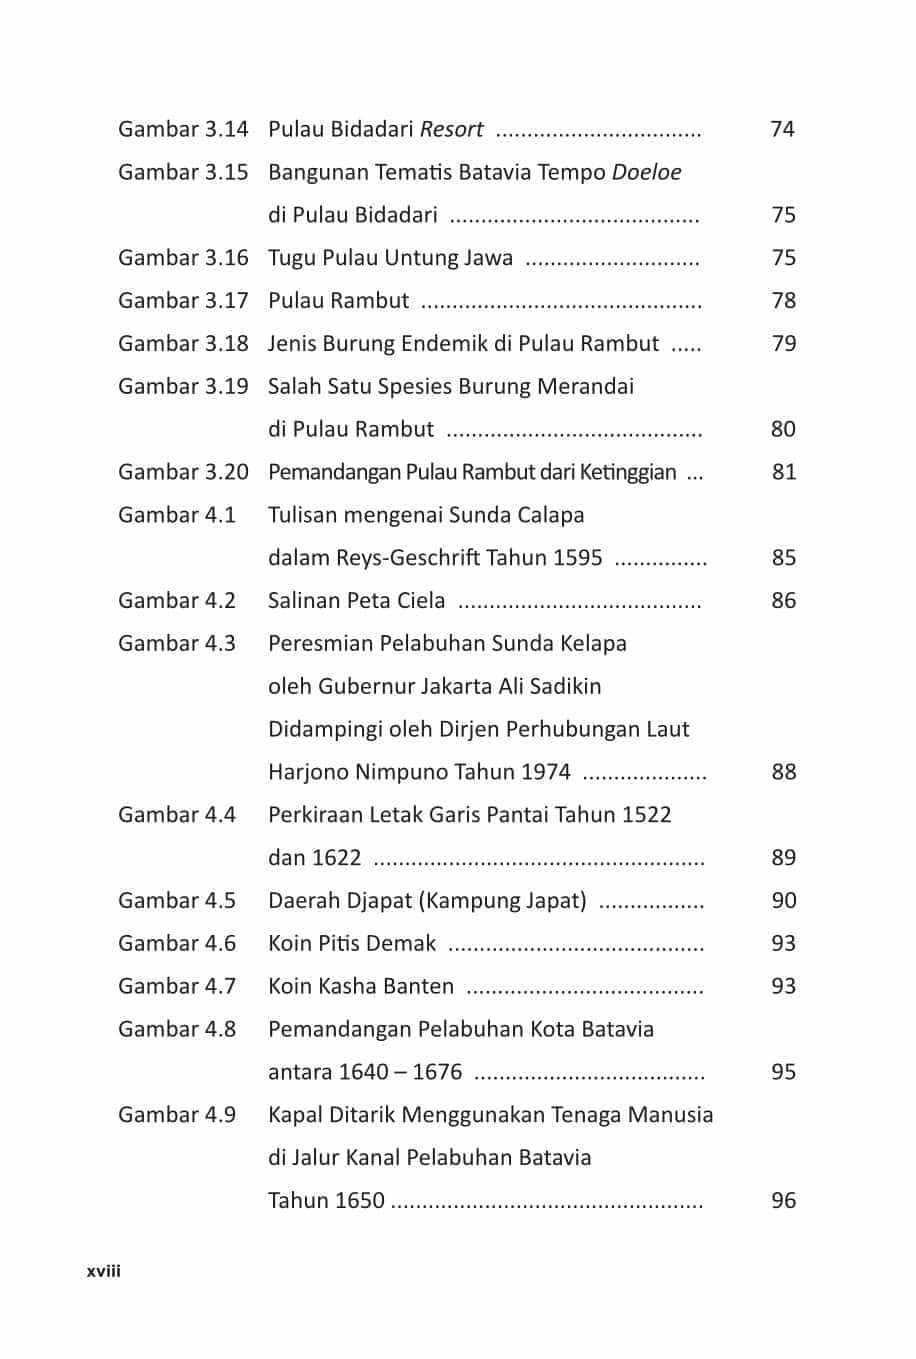 Gambar 3.14 Pulau Bidadari Resort ................................. 74
Gambar 3.15 Bangunan Tematis Batavia Tempo Doeloe
di Pulau Bidadari ........................................ 75
Gambar 3.16 Tugu Pulau Untung Jawa ............................ 75
Gambar 3.17 Pulau Rambut ............................................. 78
Gambar 3.18 Jenis Burung Endemik di Pulau Rambut ..... 79
Gambar 3.19 Salah Satu Spesies Burung Merandai
di Pulau Rambut ......................................... 80
Gambar 3.20 Pemandangan Pulau Rambut dari Ketinggian ... 81
Gambar 4.1 Tulisan mengenai Sunda Calapa
dalam Reys-Geschrift Tahun 1595 ............... 85
Gambar 4.2 Salinan Peta Ciela ....................................... 86
Gambar 4.3 Peresmian Pelabuhan Sunda Kelapa
oleh Gubernur Jakarta Ali Sadikin
Didampingi oleh Dirjen Perhubungan Laut
Harjono Nimpuno Tahun 1974 .................... 88
Gambar 4.4 Perkiraan Letak Garis Pantai Tahun 1522
dan 1622 ..................................................... 89
Gambar 4.5 Daerah Djapat (Kampung Japat) ................. 90
Gambar 4.6 Koin Pitis Demak ......................................... 93
Gambar 4.7 Koin Kasha Banten ...................................... 93
Gambar 4.8 Pemandangan Pelabuhan Kota Batavia
antara 1640 – 1676 ..................................... 95
Gambar 4.9 Kapal Ditarik Menggunakan Tenaga Manusia
di Jalur Kanal Pelabuhan Batavia
Tahun 1650 .................................................. 96
xviii